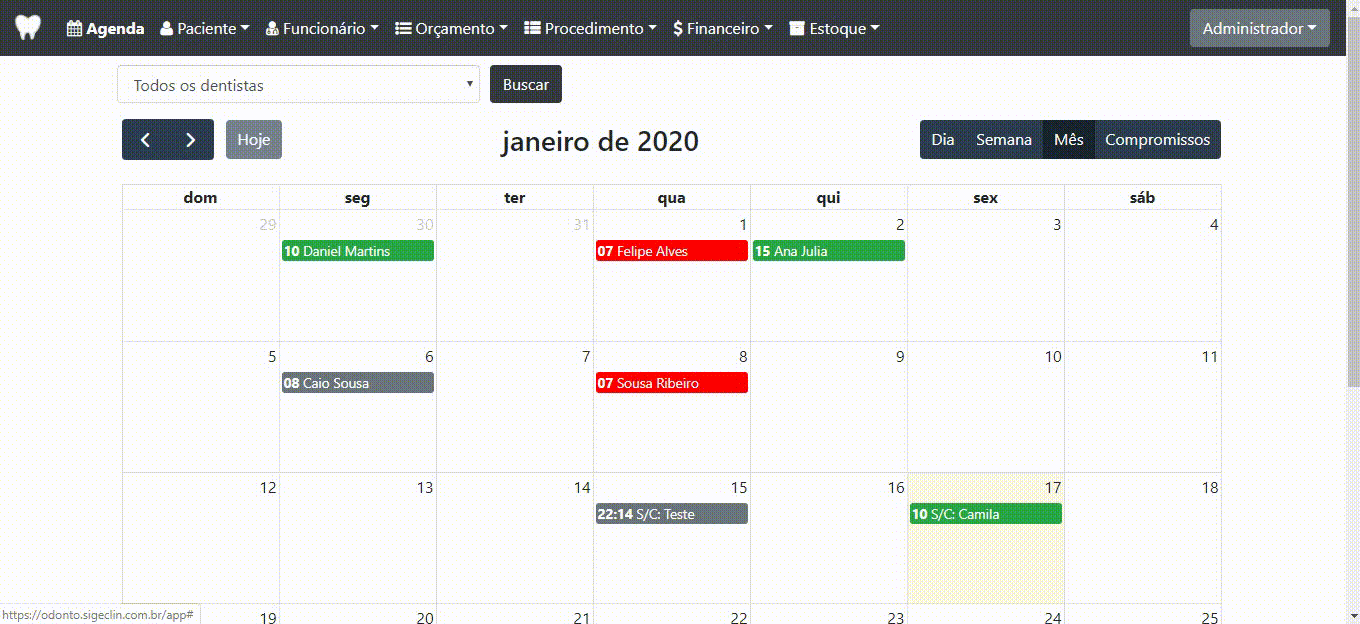 Agenda Paciente Funcionário Orçamento Procedimento Financeiro Estoque Administrador
Todos os dentistas Buscar
Hoje janeiro de 2020 Dia Semana Mês Compromissos
dom seg ter qua qui sex sáb
29 30 31 1 2 3 4
10 Daniel Martins 07 Felipe Alves 15 Ana Julia
5 6 7 8 9 10 11
08 Caio Sousa 07 Sousa Ribeiro
12 13 14 15 16 17 18
22:14 S/C: Teste 10 S/C: Camila
19 20 21 22 23 24 25
https://odonto.sigeclin.com.br/app#